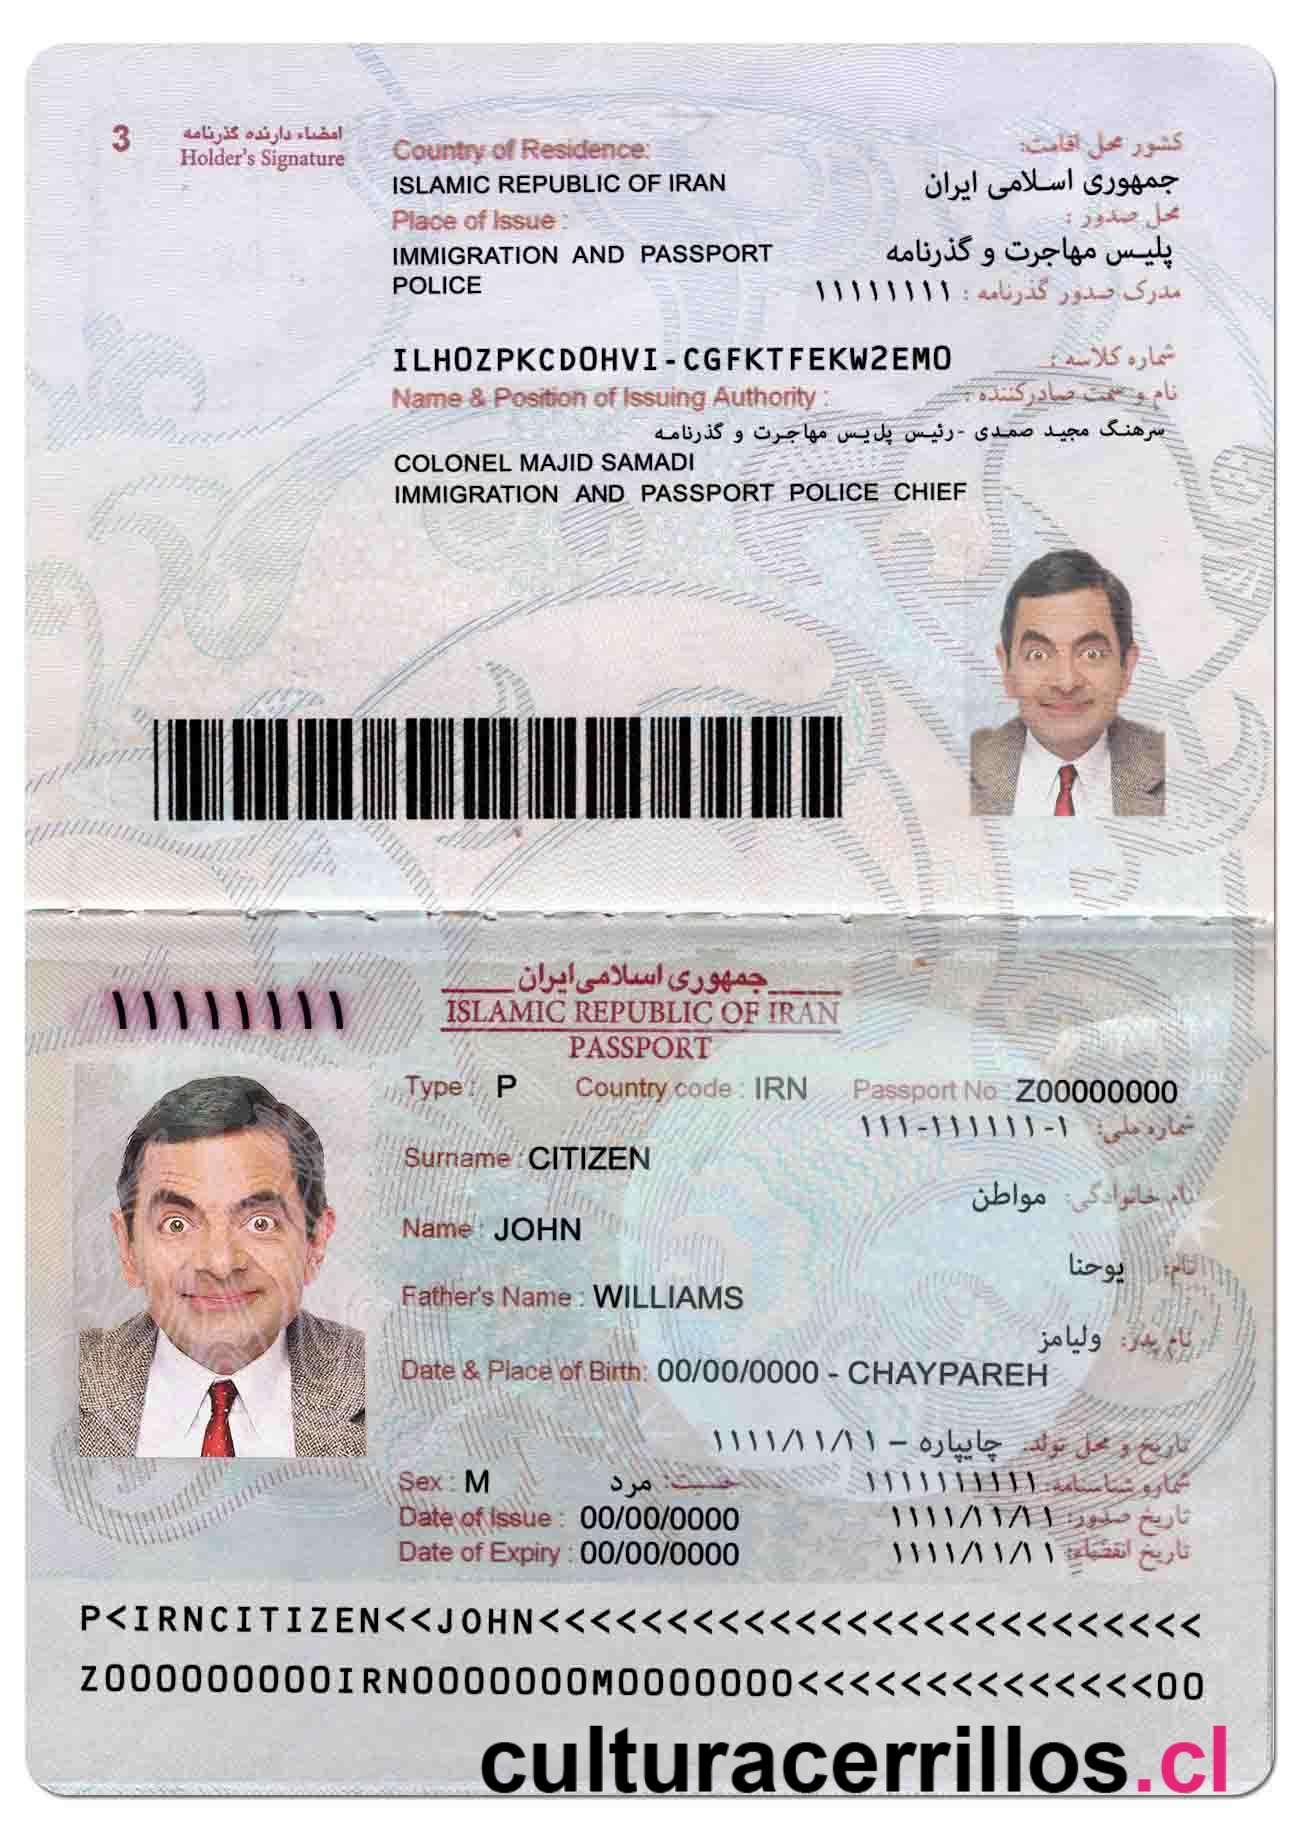 3
امضاء دارنده گذرنامه
Holder's Signature
Country of Residence:
کشور محل اقامت:
ISLAMIC REPUBLIC OF IRAN
جمهوری اسلامی ایران
Place of Issue :
محل صدور :
IMMIGRATION AND PASSPORT
POLICE
پلیس مهاجرت و گذرنامه
مدرک صدور گذرنامه : ۱۱۱۱۱۱۱۱
ILHOZPKCDOHVI-CGFKTFEKW2EMO
شماره کلاسه :
Name & Position of Issuing Authority :
نام و سمت صادرکننده :
سرهنگ مجید صمدی -رئیس پلیس مهاجرت و گذرنامه
COLONEL MAJID SAMADI
IMMIGRATION AND PASSPORT POLICE CHIEF
جمهوری اسلامی ایران
۱۱۱۱۱۱۱۱
ISLAMIC REPUBLIC OF IRAN
PASSPORT
Type : P Country code : IRN Passport No : Z00000000
شماره ملی: ۱۱۱-۱۱۱۱۱۱-۱
Surname : CITIZEN
نام خانوادگی: مواطن
Name : JOHN
نام: یوحنا
Father's Name : WILLIAMS
نام پدر: ولیامز
Date & Place of Birth: 00/00/0000 - CHAYPAREH
تاریخ و محل تولد: چایپاره – ۱۱۱۱/۱۱/۱۱
Sex : M
جنسیت: مرد
شماره شناسنامه: ۱۱۱۱۱۱۱۱۱۱
Date of Issue : 00/00/0000
تاریخ صدور: ۱۱۱۱/۱۱/۱۱
Date of Expiry : 00/00/0000
تاریخ انقضاء: ۱۱۱۱/۱۱/۱۱
P<IRNCITIZEN<<JOHN<<<<<<<<<<<<<<<<<<<<<<<<<<
Z000000000IRN0000000M0000000<<<<<<<<<<<<<<00
culturacerrillos.cl